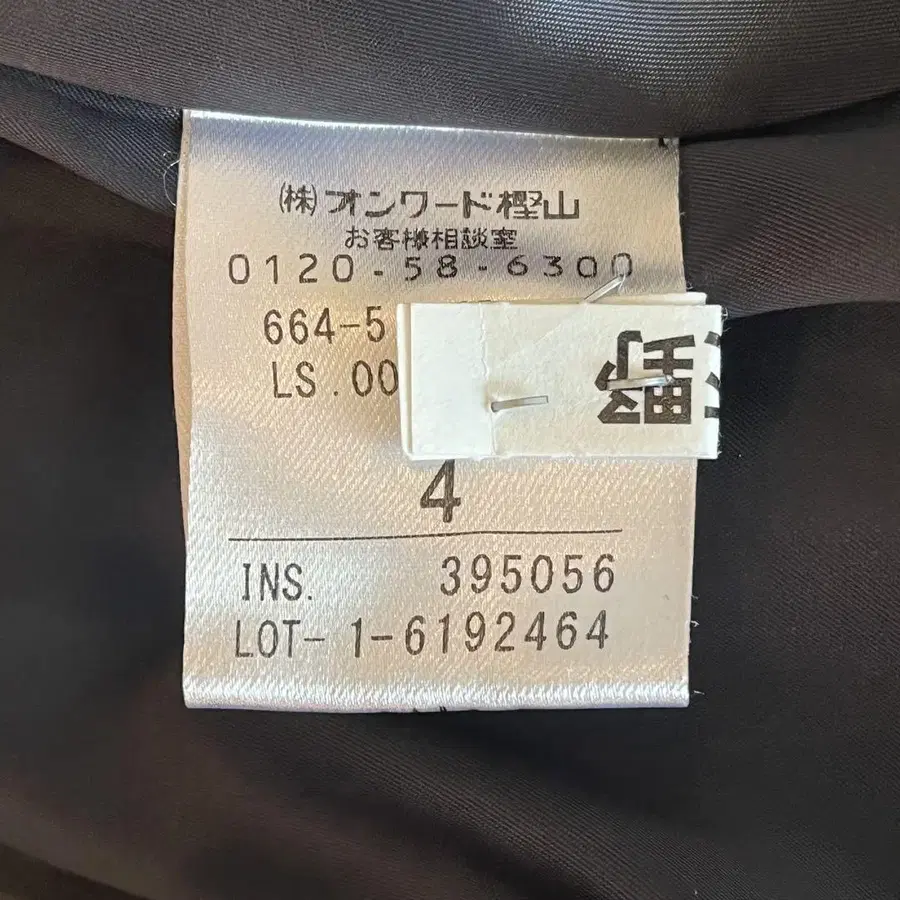 (株)オンワード樫山
お客様相談室
0120-58-6300
664-5
LS.00
野
4
INS. 395056
LOT-1-6192464